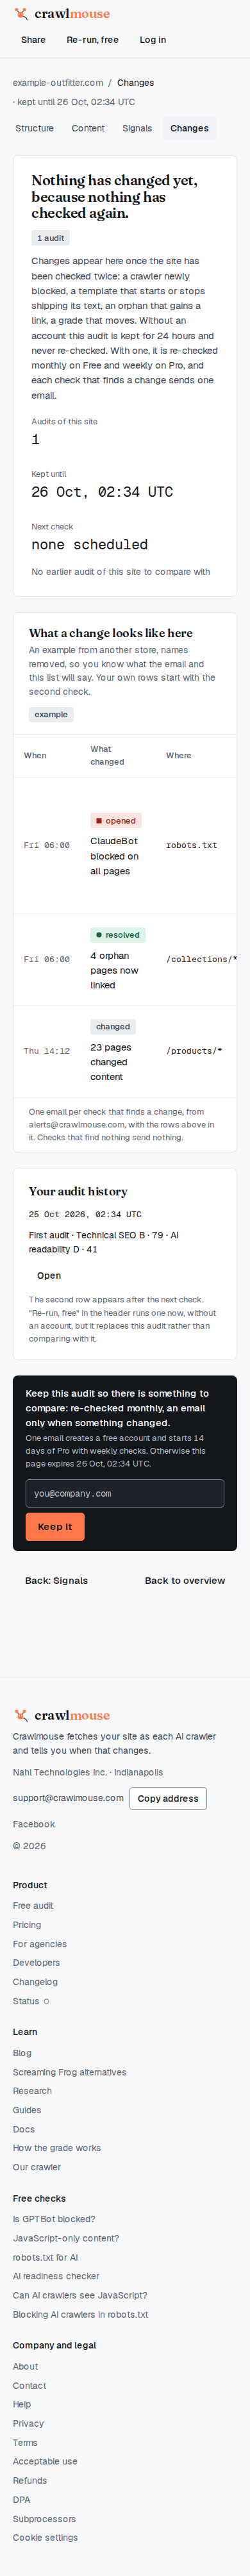 crawlmouse
Share Re-run, free Log in
example-outfitter.com / Changes
· kept until 26 Oct, 02:34 UTC
Structure Content Signals Changes
Nothing has changed yet,
because nothing has
checked again.
1 audit
Changes appear here once the site has
been checked twice: a crawler newly
blocked, a template that starts or stops
shipping its text, an orphan that gains a
link, a grade that moves. Without an
account this audit is kept for 24 hours and
never re-checked. With one, it is re-checked
monthly on Free and weekly on Pro, and
each check that finds a change sends one
email.
Audits of this site
1
Kept until
26 Oct, 02:34 UTC
Next check
none scheduled
No earlier audit of this site to compare with
What a change looks like here
An example from another store, names
removed, so you know what the email and
this list will say. Your own rows start with the
second check.
example
When What changed Where
Fri 06:00 opened robots.txt
ClaudeBot
blocked on
all pages
Fri 06:00 resolved /collections/*
4 orphan
pages now
linked
Thu 14:12 changed /products/*
23 pages
changed
content
One email per check that finds a change, from
alerts@crawlmouse.com, with the rows above in
it. Checks that find nothing send nothing.
Your audit history
25 Oct 2026, 02:34 UTC
First audit · Technical SEO B · 79 · AI
readability D · 41
Open
The second row appears after the next check.
"Re-run, free" in the header runs one now, without
an account, but it replaces this audit rather than
comparing with it.
Keep this audit so there is something to
compare: re-checked monthly, an email
only when something changed.
One email creates a free account and starts 14
days of Pro with weekly checks. Otherwise this
page expires 26 Oct, 02:34 UTC.
you@company.com
Keep it
Back: Signals Back to overview
crawlmouse
Crawlmouse fetches your site as each AI crawler
and tells you when that changes.
Nahl Technologies Inc. · Indianapolis
support@crawlmouse.com Copy address
Facebook
© 2026
Product
Free audit
Pricing
For agencies
Developers
Changelog
Status
Learn
Blog
Screaming Frog alternatives
Research
Guides
Docs
How the grade works
Our crawler
Free checks
Is GPTBot blocked?
JavaScript-only content?
robots.txt for AI
AI readiness checker
Can AI crawlers see JavaScript?
Blocking AI crawlers in robots.txt
Company and legal
About
Contact
Help
Privacy
Terms
Acceptable use
Refunds
DPA
Subprocessors
Cookie settings